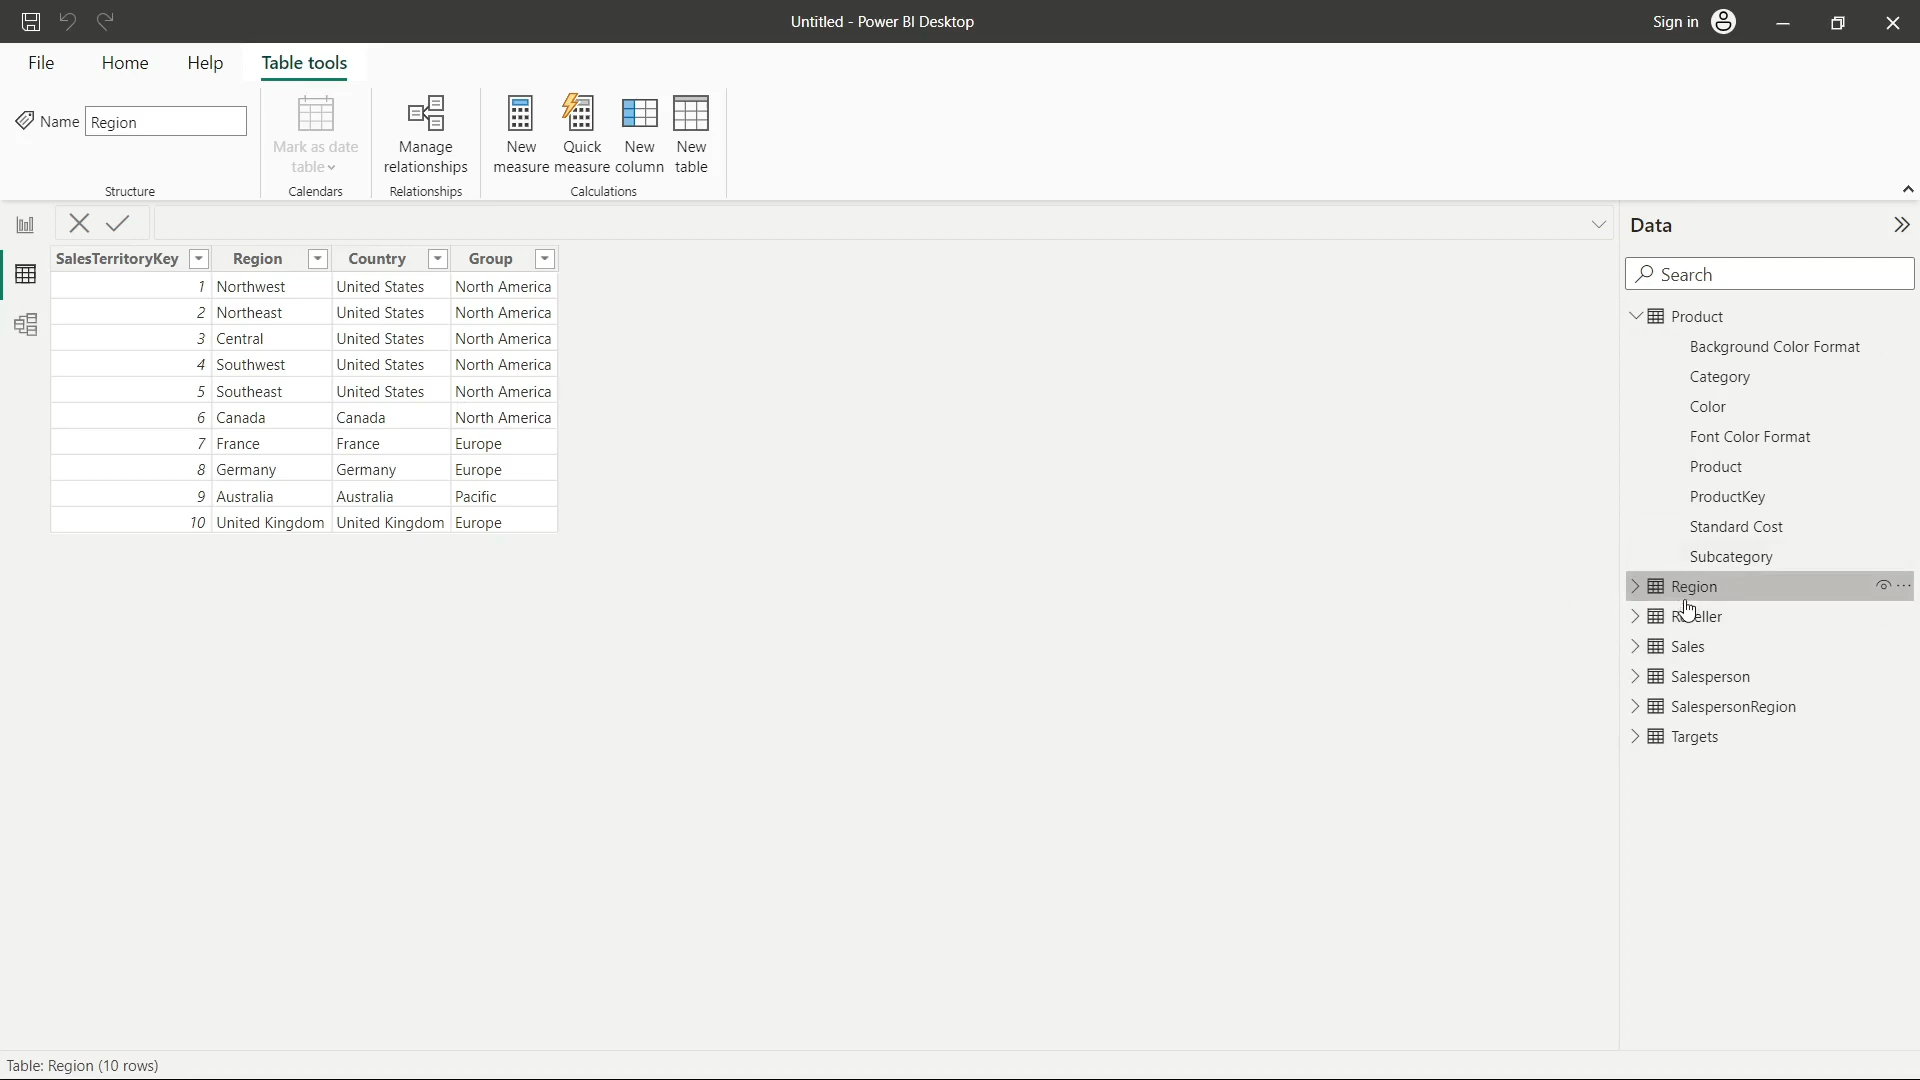 Untitled - Power BI Desktop
Sign in
File Home Help Table tools
Name Region
Mark as date table
Manage relationships
New measure
Quick measure
New column
New table
Structure Calendars Relationships Calculations
Data
Search
SalesTerritoryKey Region Country Group
1 Northwest United States North America
2 Northeast United States North America
3 Central United States North America
4 Southwest United States North America
5 Southeast United States North America
6 Canada Canada North America
7 France France Europe
8 Germany Germany Europe
9 Australia Australia Pacific
10 United Kingdom United Kingdom Europe
Product
Background Color Format
Category
Color
Font Color Format
Product
ProductKey
Standard Cost
Subcategory
Region
Reseller
Sales
Salesperson
SalespersonRegion
Targets
Table: Region (10 rows)